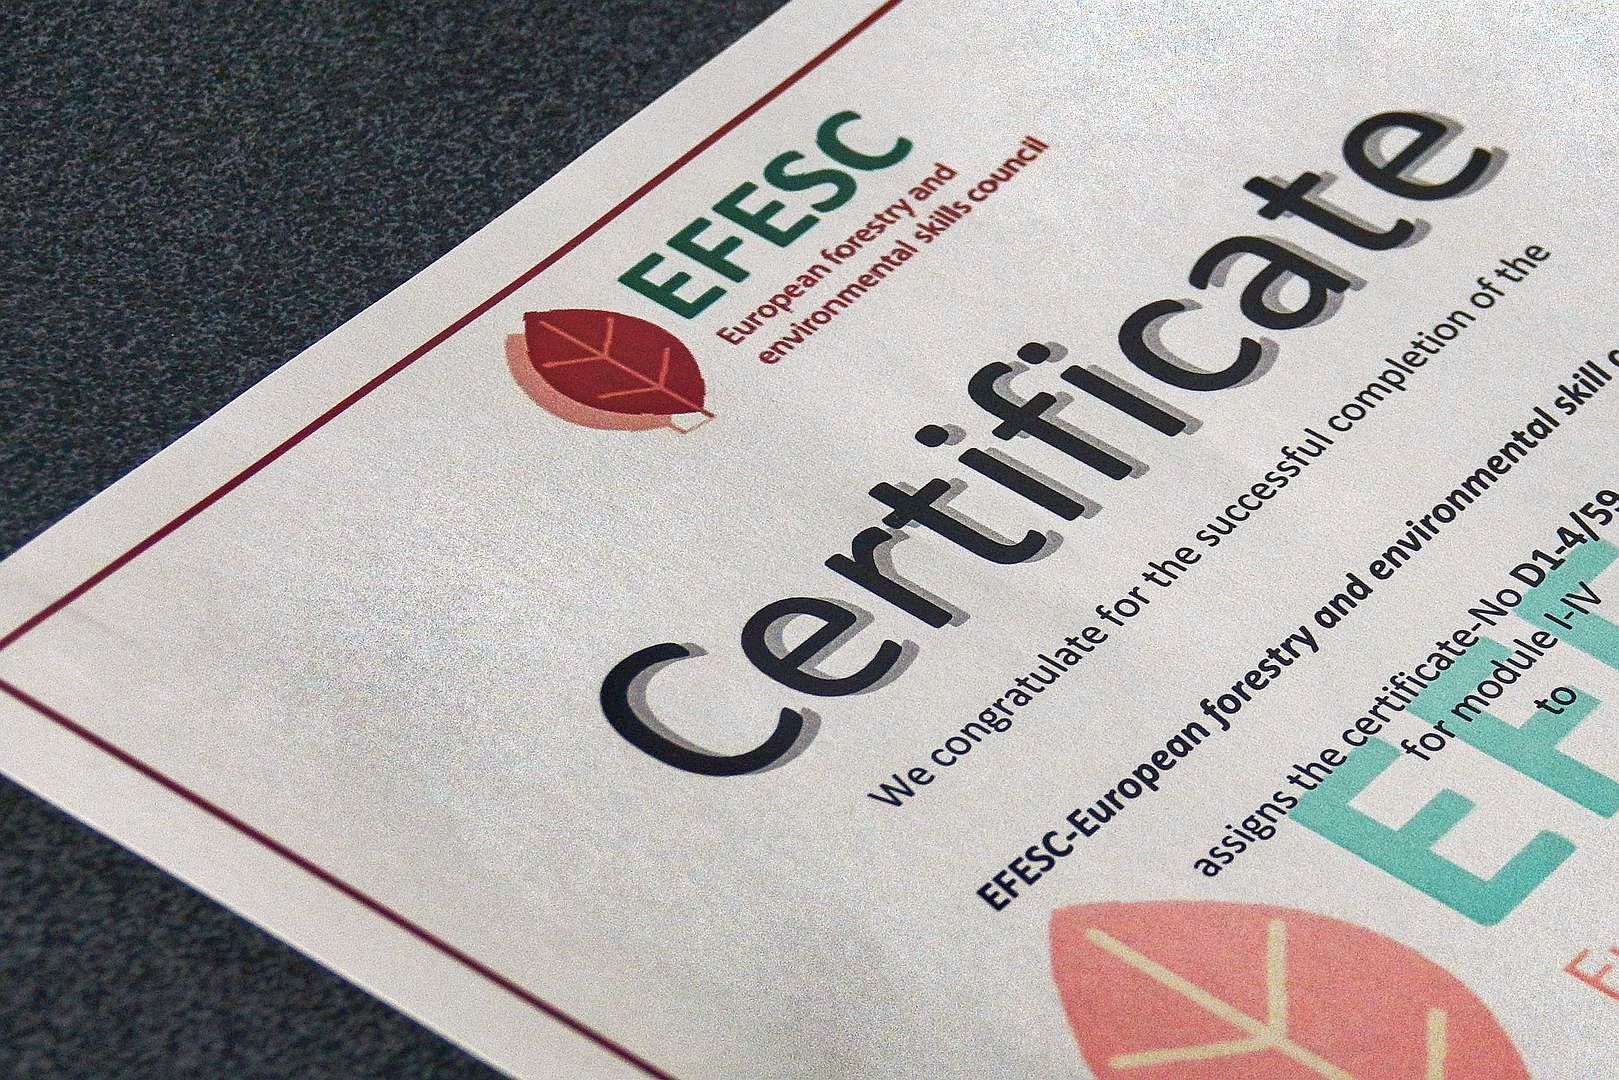 EFESC
European forestry and
environmental skills council
Certificate
We congratulate for the successful completion of the
EFESC-European forestry and environmental skill
assigns the certificate-No D1-4/59
for module I-IV
to